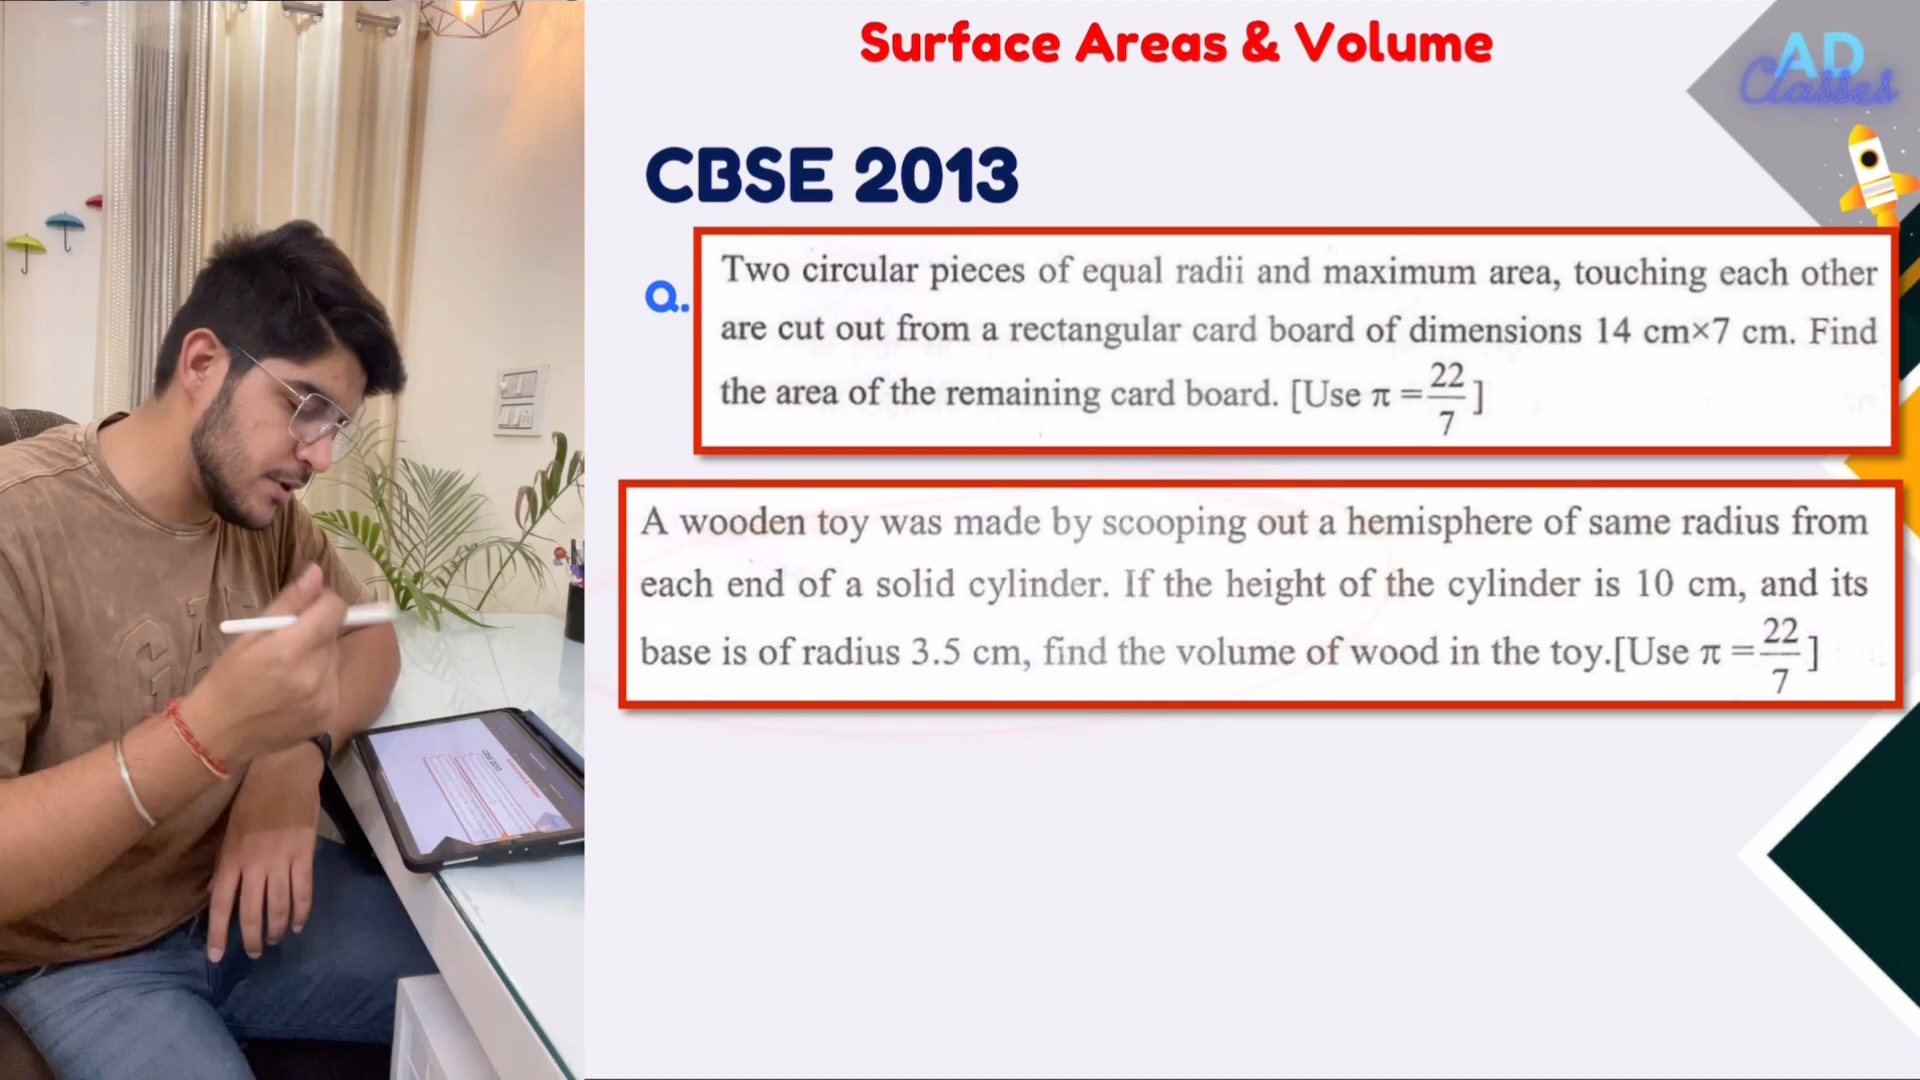 Surface Areas & Volume
AD
Classes
CBSE 2013
Q.
Two circular pieces of equal radii and maximum area, touching each other
are cut out from a rectangular card board of dimensions 14 cm×7 cm. Find
the area of the remaining card board. [Use π = 22/7]
A wooden toy was made by scooping out a hemisphere of same radius from
each end of a solid cylinder. If the height of the cylinder is 10 cm, and its
base is of radius 3.5 cm, find the volume of wood in the toy.[Use π = 22/7]